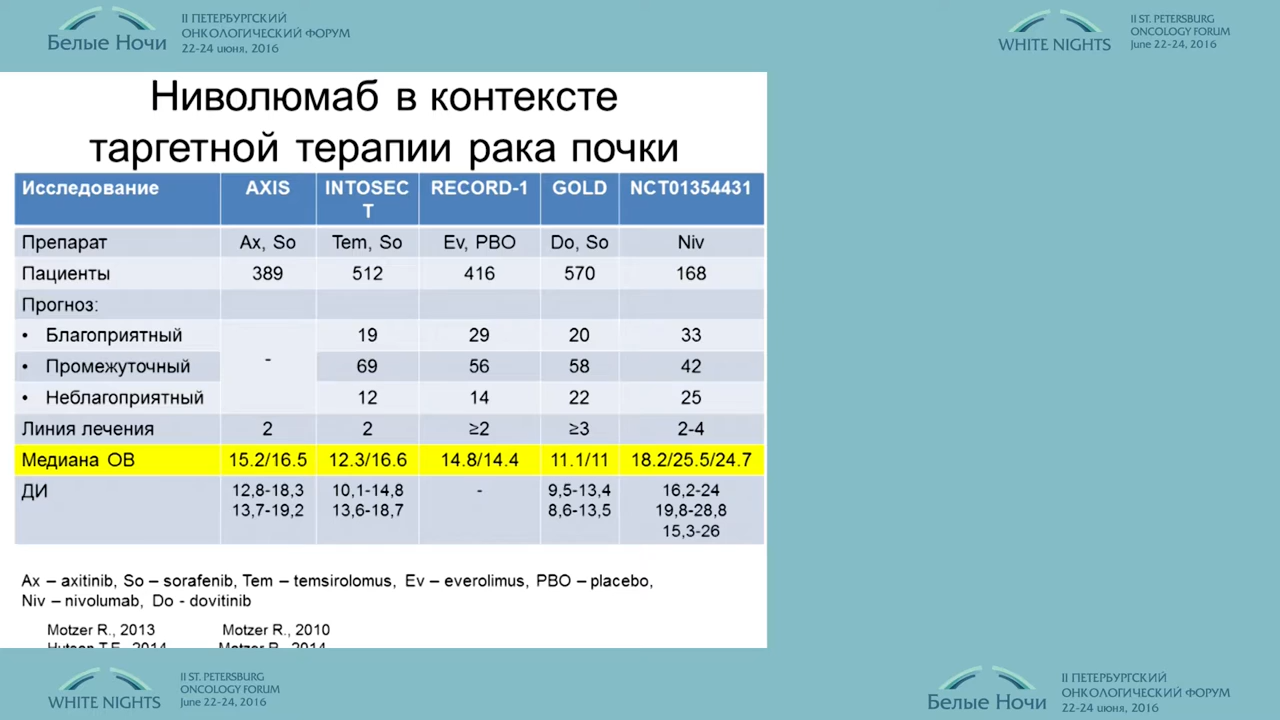 II ПЕТЕРБУРГСКИЙ
ОНКОЛОГИЧЕСКИЙ ФОРУМ
Белые Ночи
22-24 июня, 2016
II ST. PETERSBURG
ONCOLOGY FORUM
WHITE NIGHTS
June 22-24, 2016
Ниволюмаб в контексте
таргетной терапии рака почки
Исследование AXIS INTOSEC RECORD-1 GOLD NCT01354431
T
Препарат Ax, So Tem, So Ev, PBO Do, So Niv
Пациенты 389 512 416 570 168
Прогноз:
• Благоприятный 19 29 20 33
-
• Промежуточный 69 56 58 42
• Неблагоприятный 12 14 22 25
Линия лечения 2 2 ≥2 ≥3 2-4
Медиана ОВ 15.2/16.5 12.3/16.6 14.8/14.4 11.1/11 18.2/25.5/24.7
ДИ 12,8-18,3 10,1-14,8 - 9,5-13,4 16,2-24
13,7-19,2 13,6-18,7 8,6-13,5 19,8-28,8
15,3-26
Ax – axitinib, So – sorafenib, Tem – temsirolomus, Ev – everolimus, PBO – placebo,
Niv – nivolumab, Do - dovitinib
Motzer R., 2013 Motzer R., 2010
Hutson T.E., 2014 Motzer R., 2014
II ST. PETERSBURG
ONCOLOGY FORUM
WHITE NIGHTS
June 22-24, 2016
II ПЕТЕРБУРГСКИЙ
ОНКОЛОГИЧЕСКИЙ ФОРУМ
Белые Ночи
22-24 июня, 2016